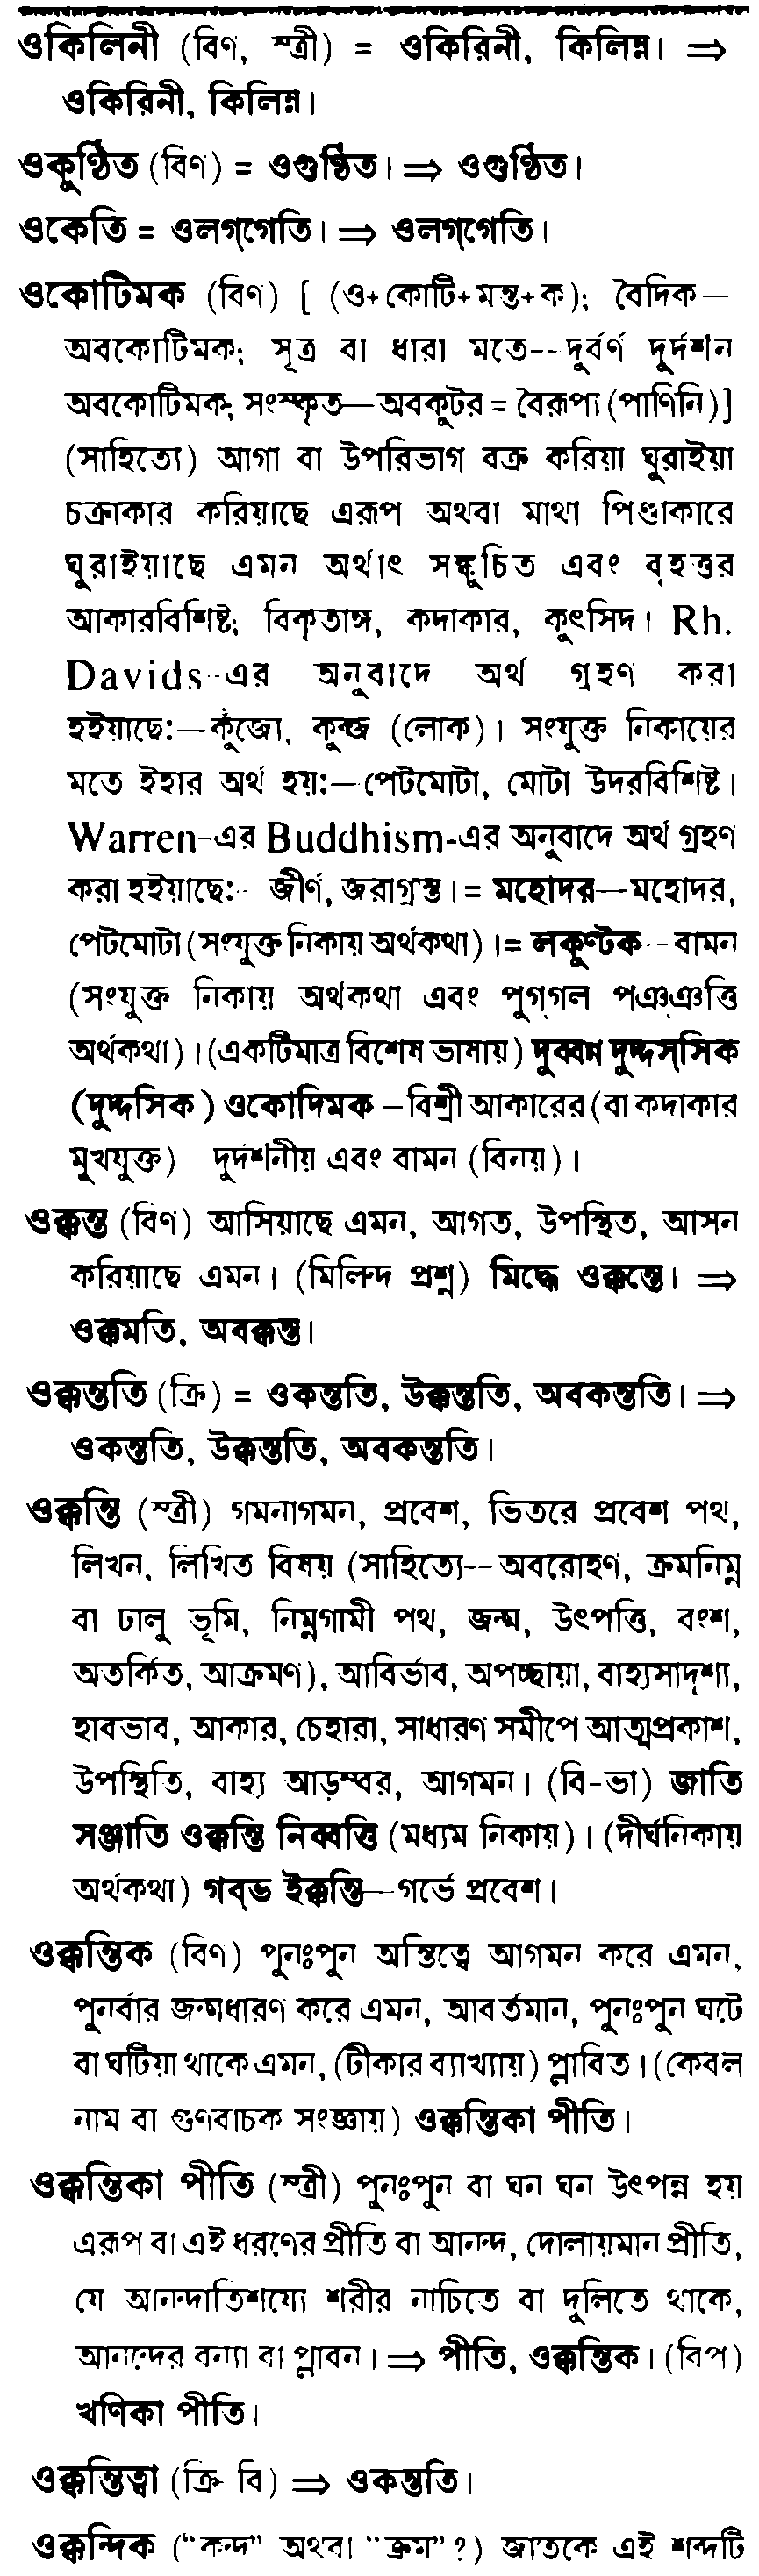 ওকিলিনী (বিণ, স্ত্রী) = ওকিরিনী, কিলিন্ন। ⇒
ওকিরিনী, কিলিন্ন।
ওকুণ্ঠিত (বিণ) = ওগুণ্ঠিত। ⇒ ওগুণ্ঠিত।
ওকেতি = ওলগ্‌গেতি। ⇒ ওলগ্‌গেতি।
ওকোটিমক (বিণ) [ (ও+কোটি+মন্ত+ক); বৈদিক—
অবকোটিমক; সূত্র বা ধারা মতে--দুর্বর্ণ দুর্দর্শন
অবকোটিমক; সংস্কৃত—অবকুটর = বৈরূপ্য (পাণিনি)]
(সাহিত্যে) আগা বা উপরিভাগ বক্র করিয়া ঘুরাইয়া
চক্রাকার করিয়াছে এরূপ অথবা মাথা পিণ্ডাকারে
ঘুরাইয়াছে এমন অর্থাৎ সঙ্কুচিত এবং বৃহত্তর
আকারবিশিষ্ট; বিকৃতাঙ্গ, কদাকার, কুৎসিদ। Rh.
Davids--এর অনুবাদে অর্থ গ্রহণ করা
হইয়াছে:—কুঁজো, কুব্জ (লোক)। সংযুক্ত নিকায়ের
মতে ইহার অর্থ হয়:—পেটমোটা, মোটা উদরবিশিষ্ট।
Warren-এর Buddhism-এর অনুবাদে অর্থ গ্রহণ
করা হইয়াছে:- জীর্ণ, জরাগ্রস্ত। = মহোদর—মহোদর,
পেটমোটা (সংযুক্ত নিকায় অর্থকথা)। = লকুণ্টক--বামন
(সংযুক্ত নিকায় অর্থকথা এবং পুগ্‌গল পঞ্‌ঞত্তি
অর্থকথা)। (একটিমাত্র বিশেষ ভাষায়) দুব্বন্ন দুদ্দস্‌সিক
(দুদ্দসিক) ওকোদিমক – বিশ্রী আকারের (বা কদাকার
মুখযুক্ত) দুর্দশনীয় এবং বামন (বিনয়)।
ওক্কন্ত (বিণ) আসিয়াছে এমন, আগত, উপস্থিত, আসন
করিয়াছে এমন। (মিলিন্দ প্রশ্ন) মিদ্ধে ওক্কন্তে। ⇒
ওক্কমতি, অবক্কন্ত।
ওক্কন্ততি (ক্রি) = ওকন্ততি, উক্কন্ততি, অবকন্ততি। ⇒
ওকন্ততি, উক্কন্ততি, অবকন্ততি।
ওক্কন্তি (স্ত্রী) গমনাগমন, প্রবেশ, ভিতরে প্রবেশ পথ,
লিখন, লিখিত বিষয় (সাহিত্যে--অবরোহণ, ক্রমনিম্ন
বা ঢালু ভূমি, নিম্নগামী পথ, জন্ম, উৎপত্তি, বংশ,
অতর্কিত, আক্রমণ), আবির্ভাব, অপচ্ছায়া, বাহ্যসাদৃশ্য,
হাবভাব, আকার, চেহারা, সাধারণ সমীপে আত্মপ্রকাশ,
উপস্থিতি, বাহ্য আড়ম্বর, আগমন। (বি-ভা) জাতি
সঞ্জাতি ওক্কন্তি নিব্বত্তি (মধ্যম নিকায়)। (দীর্ঘনিকায়
অর্থকথা) গব্‌ভ ইক্কন্তি—গর্ভে প্রবেশ।
ওক্কন্তিক (বিণ) পুনঃপুন অস্তিত্বে আগমন করে এমন,
পুনর্বার জন্মধারণ করে এমন, আবর্তমান, পুনঃপুন ঘটে
বা ঘটিয়া থাকে এমন, (টীকার ব্যাখ্যায়) প্লাবিত। (কেবল
নাম বা গুণবাচক সংজ্ঞায়) ওক্কন্তিকা পীতি।
ওক্কন্তিকা পীতি (স্ত্রী) পুনঃপুন বা ঘন ঘন উৎপন্ন হয়
এরূপ বা এই ধরণের প্রীতি বা আনন্দ, দোলায়মান প্রীতি,
যে আনন্দাতিশয্যে শরীর নাচিতে বা দুলিতে থাকে,
আনন্দের বন্যা বা প্লাবন। ⇒ পীতি, ওক্কন্তিক। (বিপ)
খণিকা পীতি।
ওক্কন্তিত্বা (ক্রি বি) ⇒ ওকন্ততি।
ওক্কন্দিক (“কন্দ” অথবা “ক্রম”?) জাতকে এই শব্দটি